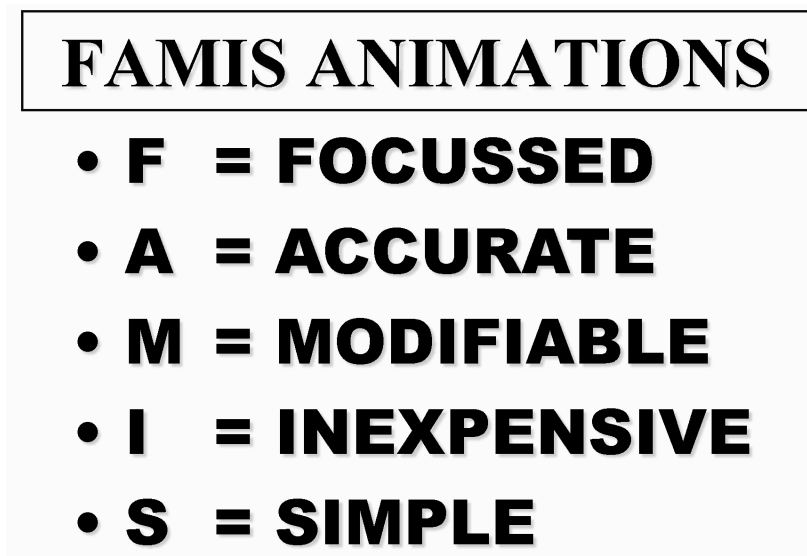 FAMIS ANIMATIONS
• F = FOCUSSED
• A = ACCURATE
• M = MODIFIABLE
• I = INEXPENSIVE
• S = SIMPLE